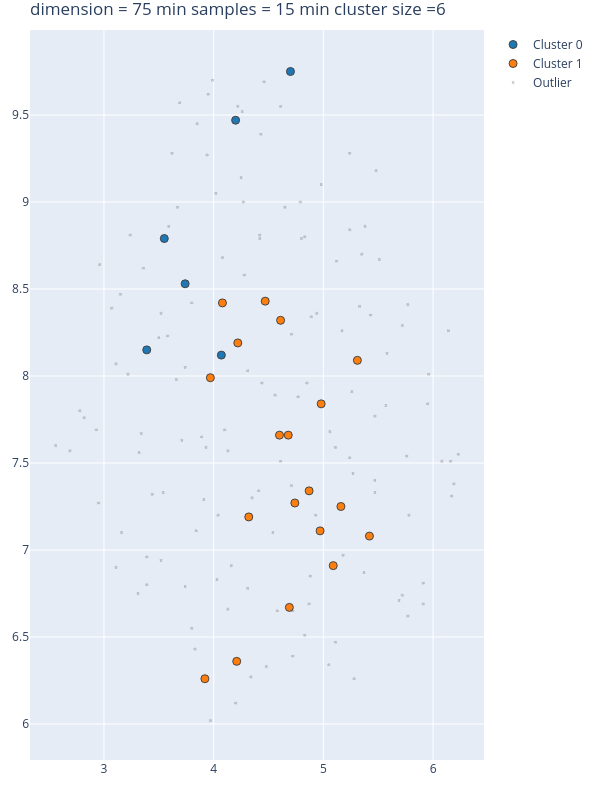 dimension = 75 min samples = 15 min cluster size =6
Cluster 0
Cluster 1
Outlier
9.5
9
8.5
8
7.5
7
6.5
6
3 4 5 6